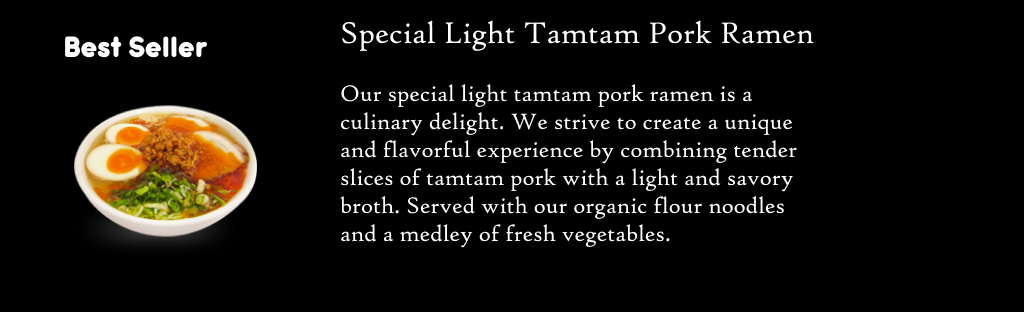 Best Seller
Special Light Tamtam Pork Ramen
Our special light tamtam pork ramen is a
culinary delight. We strive to create a unique
and flavorful experience by combining tender
slices of tamtam pork with a light and savory
broth. Served with our organic flour noodles
and a medley of fresh vegetables.